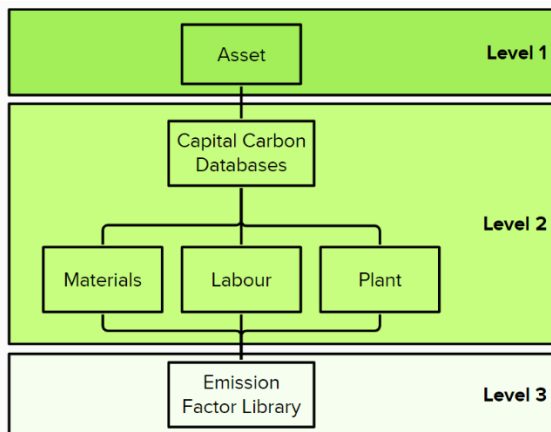 Asset
Level 1
Capital Carbon
Databases
Level 2
Materials
Labour
Plant
Emission
Factor Library
Level 3